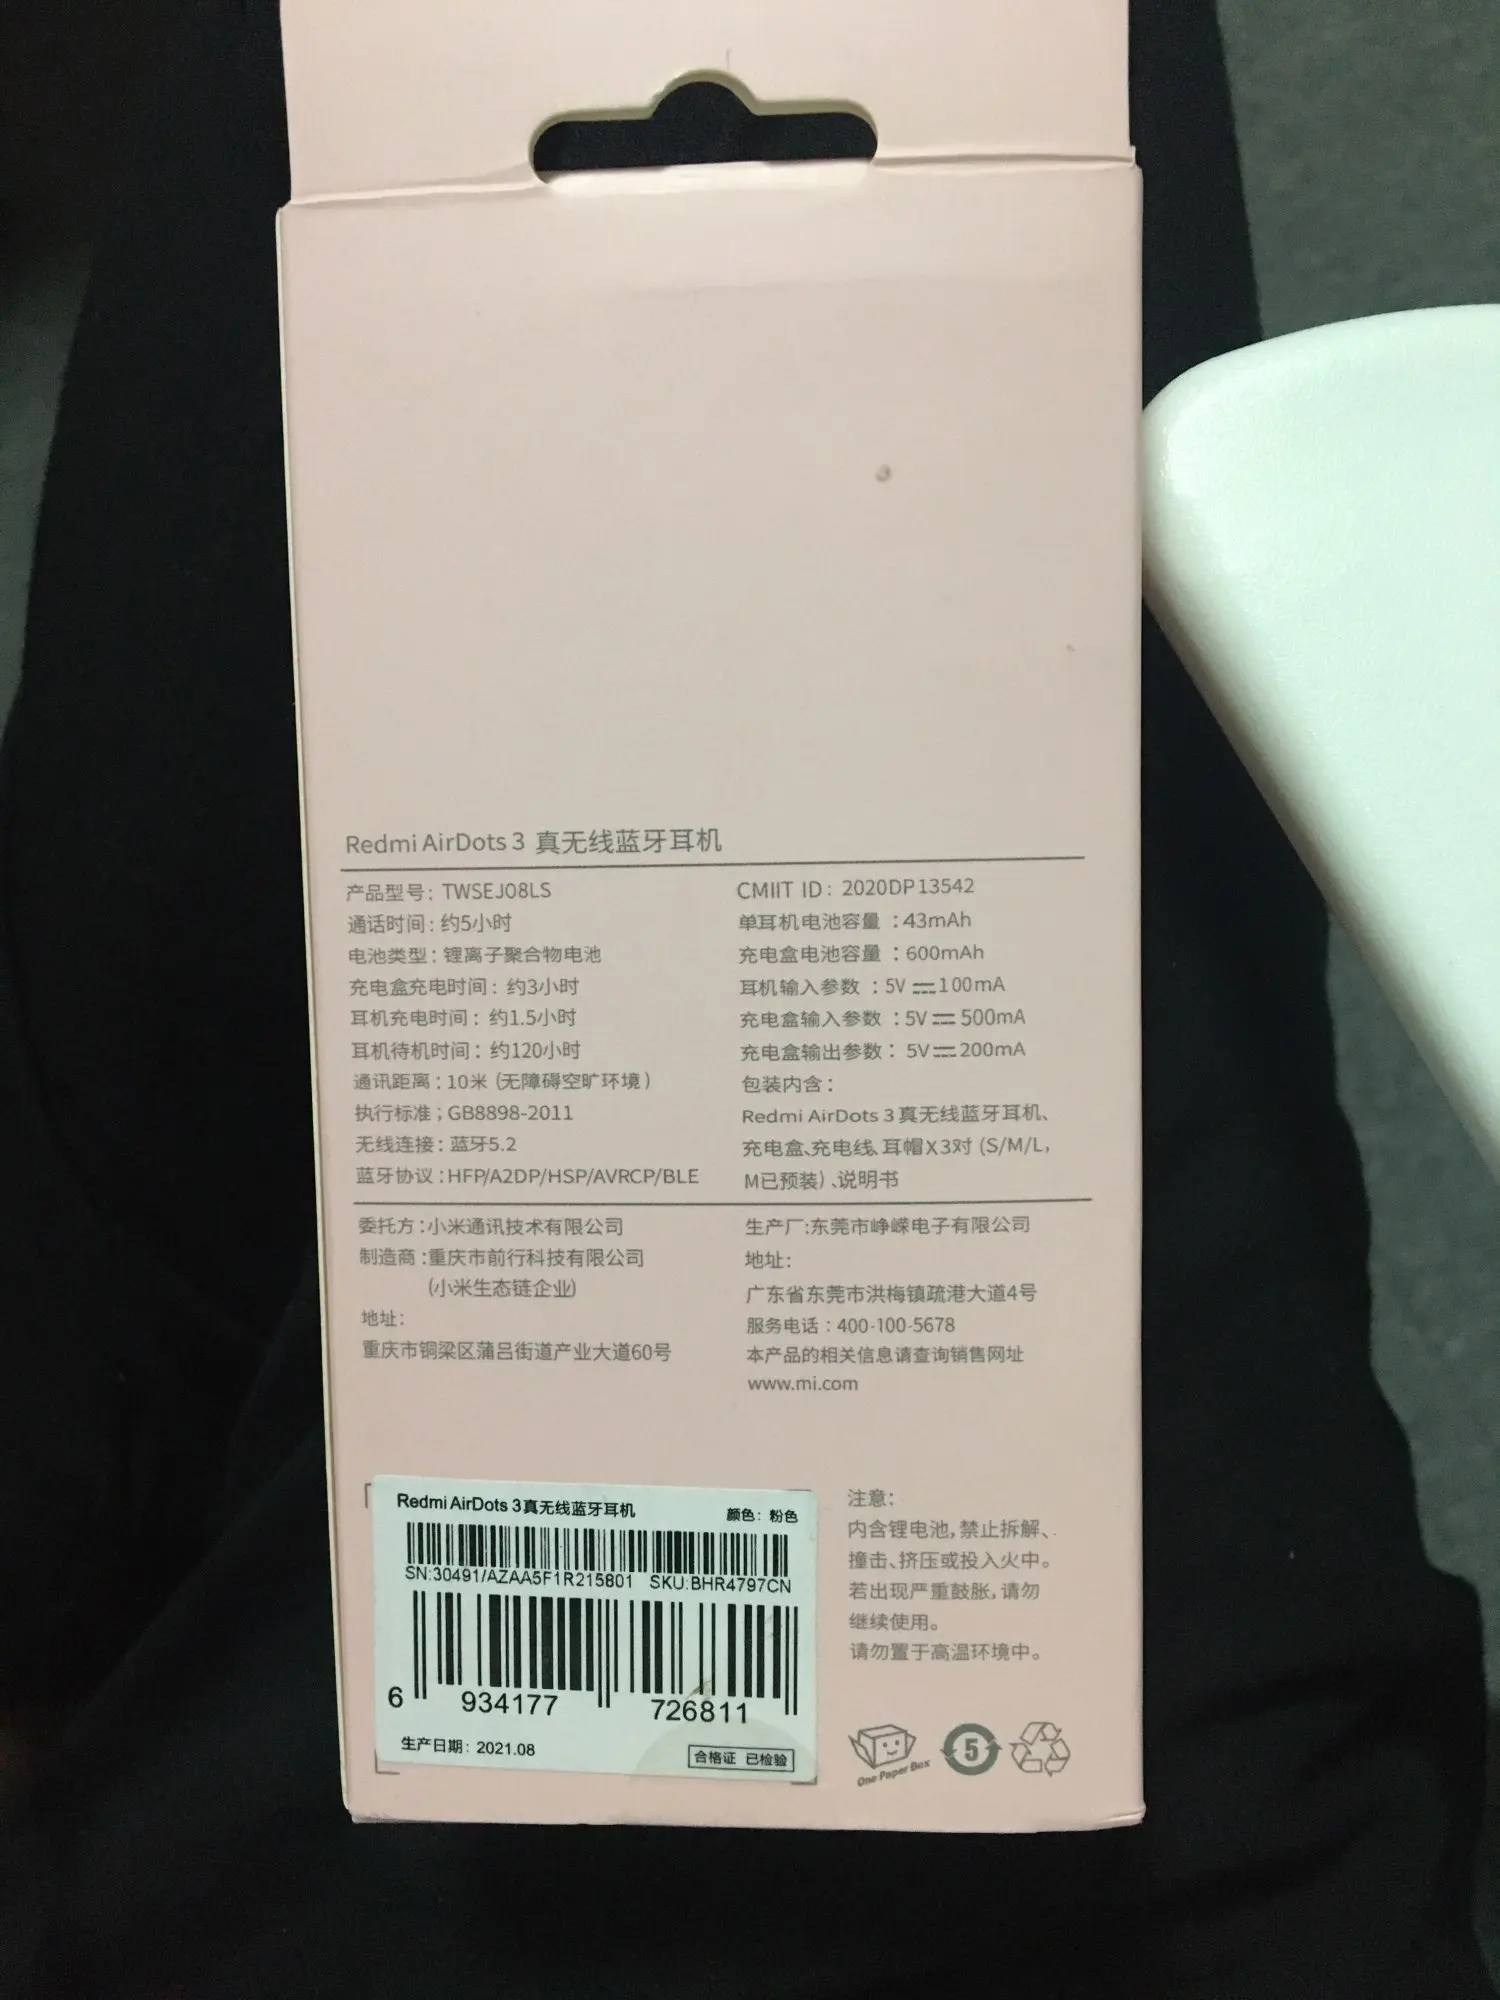 Redmi AirDots 3 真无线蓝牙耳机
产品型号：TWSEJ08LS
通话时间：约5小时
电池类型：锂离子聚合物电池
充电盒充电时间：约3小时
耳机充电时间：约1.5小时
耳机待机时间：约120小时
通讯距离：10米 (无障碍空旷环境)
执行标准；GB8898-2011
无线连接：蓝牙5.2
蓝牙协议：HFP/A2DP/HSP/AVRCP/BLE
CMIIT ID：2020DP13542
单耳机电池容量：43mAh
充电盒电池容量：600mAh
耳机输入参数：5V⎓100mA
充电盒输入参数：5V⎓500mA
充电盒输出参数：5V⎓200mA
包装内含：
Redmi AirDots 3 真无线蓝牙耳机、
充电盒、充电线、耳帽X3对 (S/M/L,
M已预装)、说明书
委托方：小米通讯技术有限公司
制造商：重庆市前行科技有限公司
(小米生态链企业)
地址：
重庆市铜梁区蒲吕街道产业大道60号
生产厂：东莞市峥嵘电子有限公司
地址：
广东省东莞市洪梅镇疏港大道4号
服务电话：400-100-5678
本产品的相关信息请查询销售网址
www.mi.com
Redmi AirDots 3真无线蓝牙耳机 颜色：粉色
SN:30491/AZAA5F1R215801 SKU:BHR4797CN
6 934177 726811
生产日期：2021.08
合格证 已检验
注意：
内含锂电池，禁止拆解、
撞击、挤压或投入火中。
若出现严重鼓胀，请勿
继续使用。
请勿置于高温环境中。
One Paper Box
5